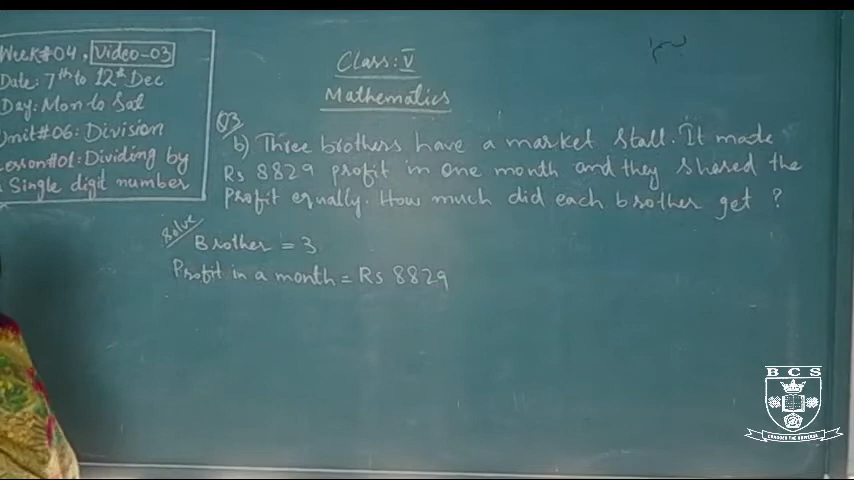 Week#04, Video-03
Date: 7th to 12th Dec
Day: Mon to Sat
Unit#06: Division
Lesson#01: Dividing by
Single digit number
Class: V
Mathematics
Q3
b) Three brothers have a market stall. It made
Rs 8829 profit in one month and they shared the
Profit equally. How much did each brother get ?
Solve
Brother = 3
Profit in a month = Rs 8829
BCS